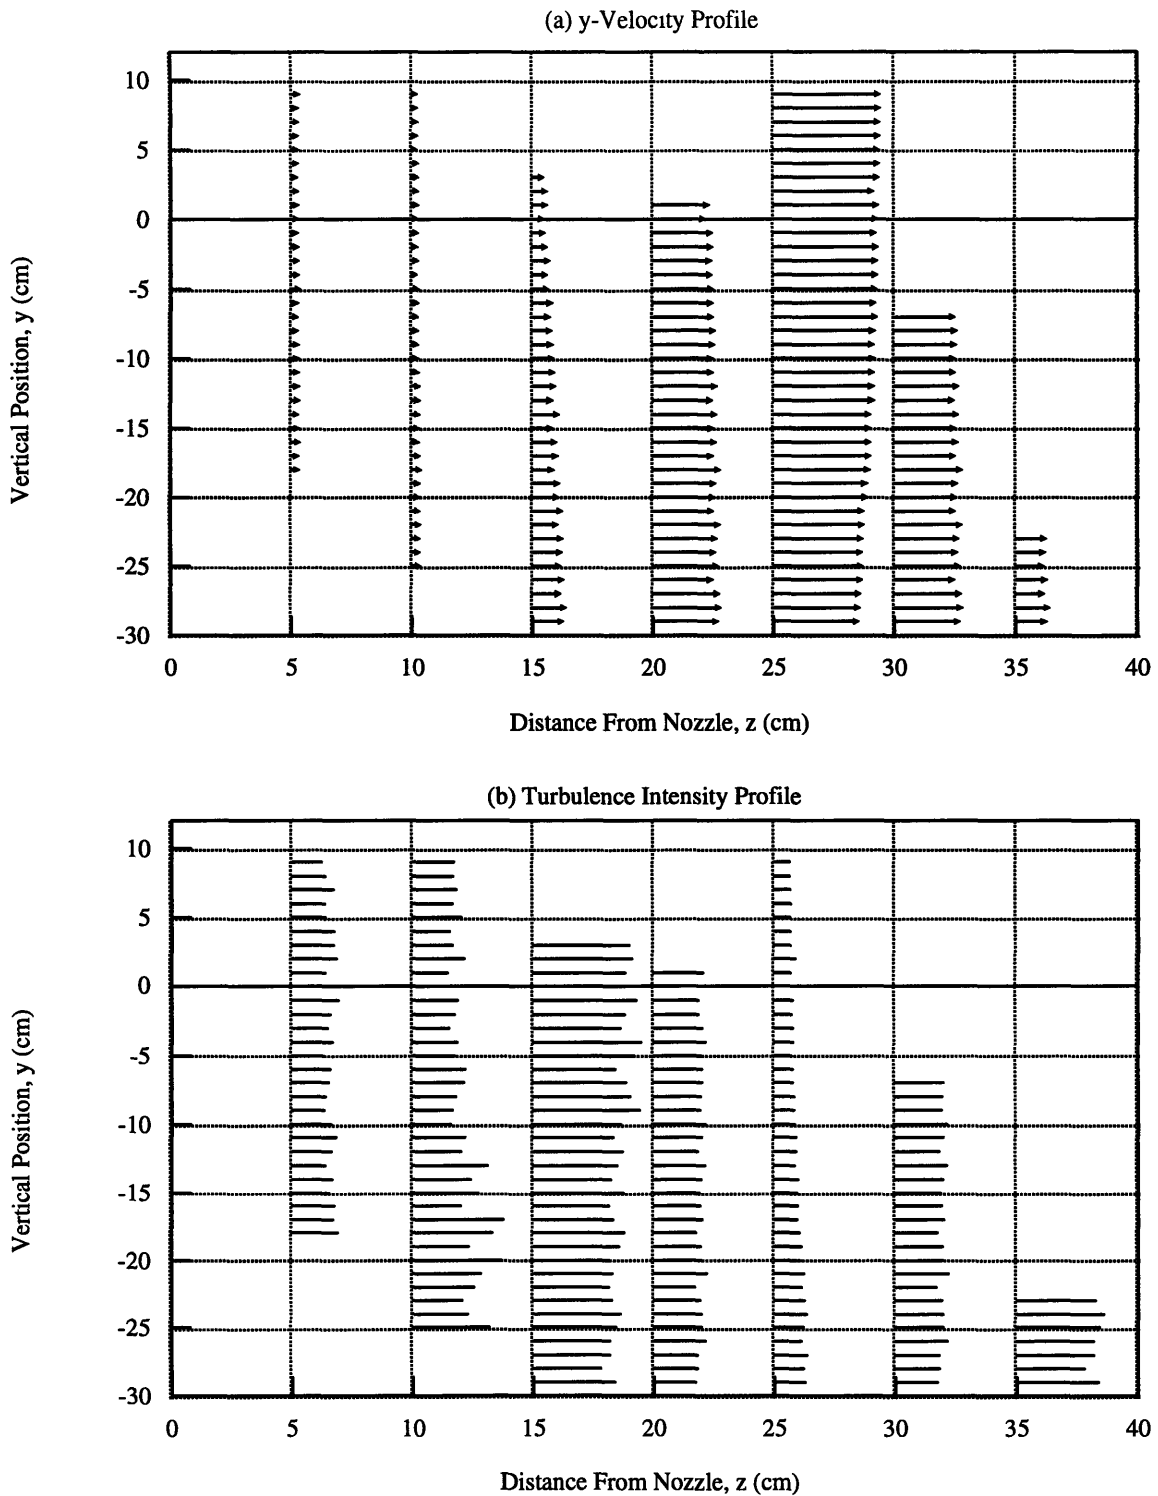 (a) y-Velocity Profile
10
5
0
-5
-10
-15
-20
-25
-30
Vertical Position, y (cm)
0 5 10 15 20 25 30 35 40
Distance From Nozzle, z (cm)
(b) Turbulence Intensity Profile
10
5
0
-5
-10
-15
-20
-25
-30
Vertical Position, y (cm)
0 5 10 15 20 25 30 35 40
Distance From Nozzle, z (cm)